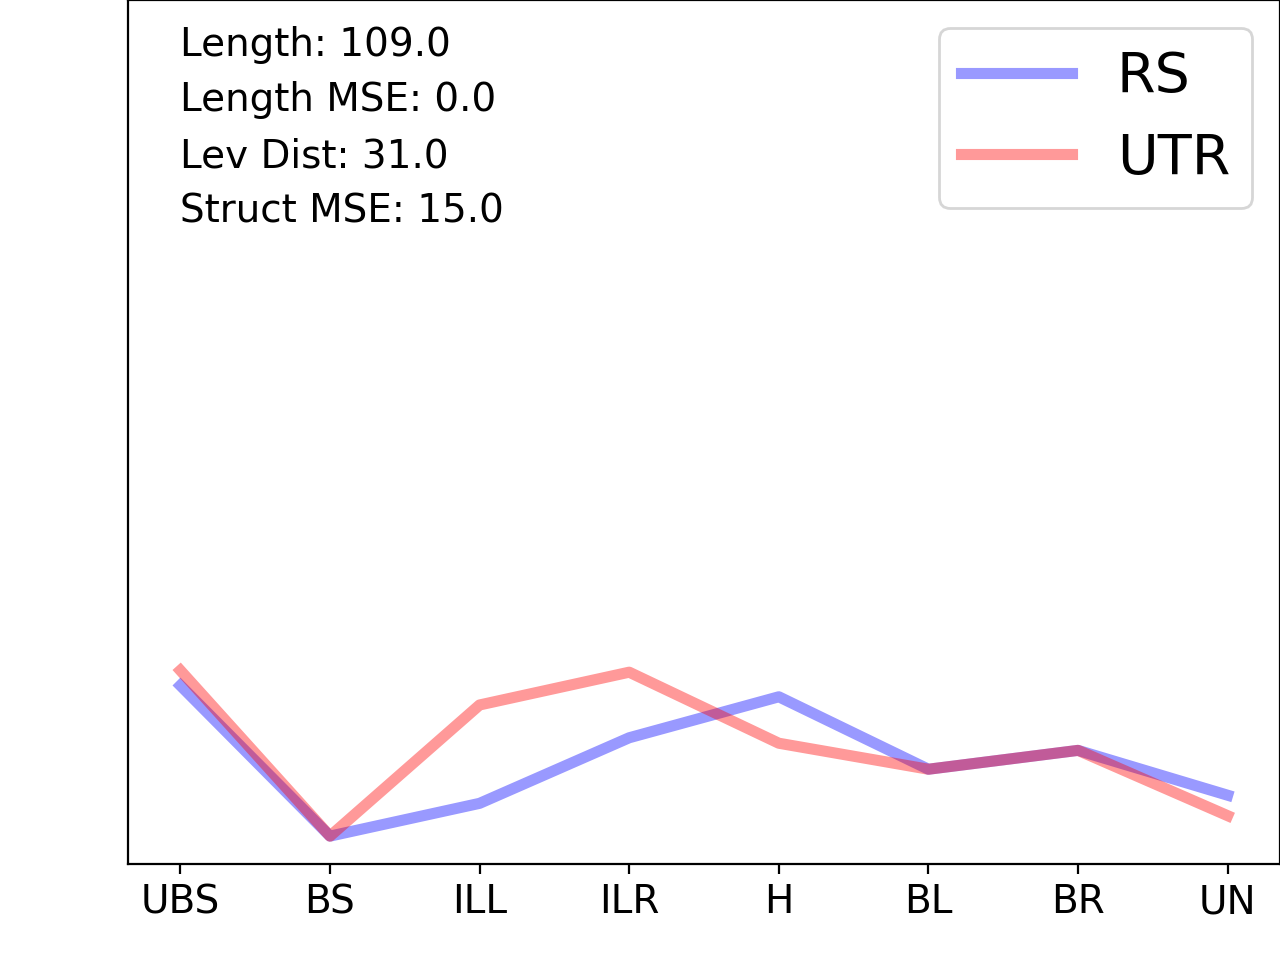 Length: 109.0
Length MSE: 0.0
Lev Dist: 31.0
Struct MSE: 15.0
RS
UTR
UBS BS ILL ILR H BL BR UN